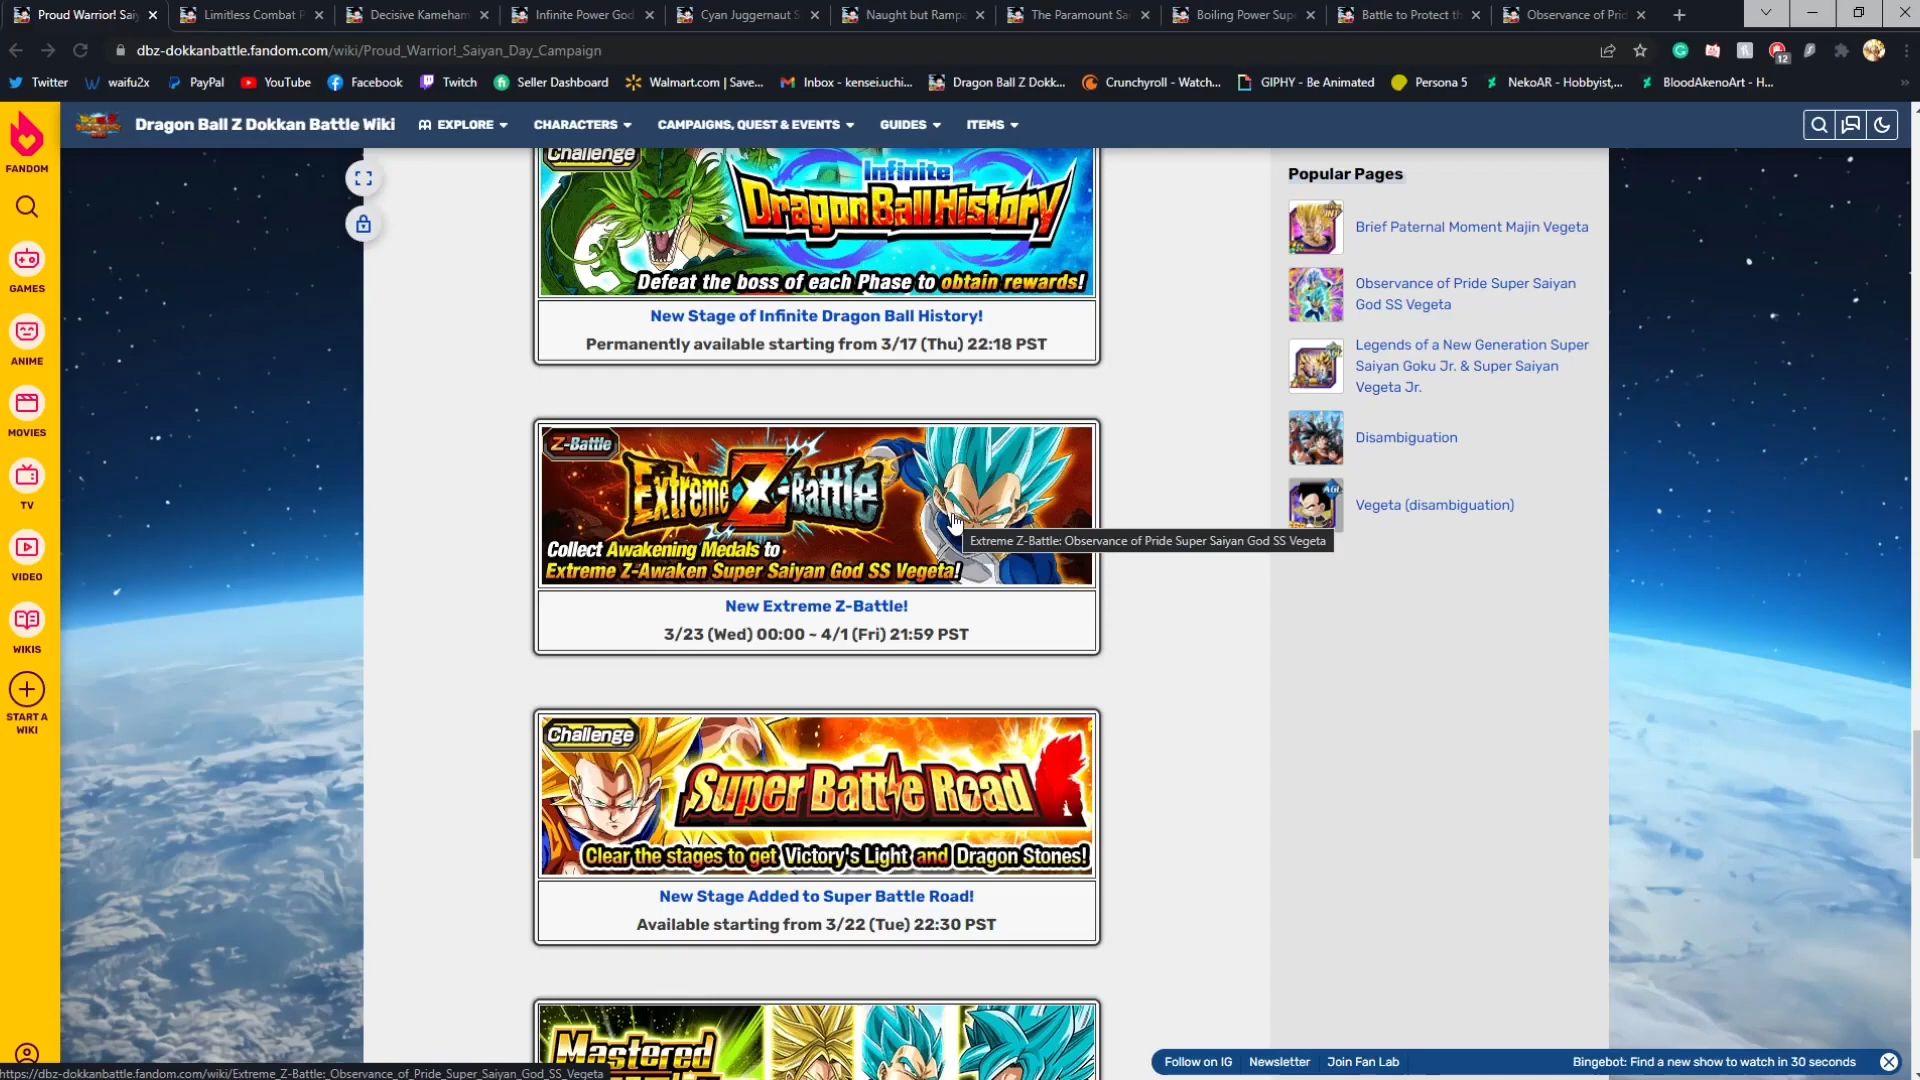 Proud Warrior! Sai
Limitless Combat P
Decisive Kameham
Infinite Power God
Cyan Juggernaut S
Naught but Rampa
The Paramount Sai
Boiling Power Supe
Battle to Protect th
Observance of Prid
dbz-dokkanbattle.fandom.com/wiki/Proud_Warrior!_Saiyan_Day_Campaign
12
Twitter
waifu2x
PayPal
YouTube
Facebook
Twitch
Seller Dashboard
Walmart.com | Save...
Inbox - kensei.uchi...
Dragon Ball Z Dokk...
Crunchyroll - Watch...
GIPHY - Be Animated
Persona 5
NekoAR - Hobbyist,...
BloodAkenoArt - H...
FANDOM
GAMES
ANIME
MOVIES
TV
VIDEO
WIKIS
START A
WIKI
Dragon Ball Z Dokkan Battle Wiki
EXPLORE
CHARACTERS
CAMPAIGNS, QUEST & EVENTS
GUIDES
ITEMS
Challenge
Infinite
Dragon Ball History
Defeat the boss of each Phase to obtain rewards!
New Stage of Infinite Dragon Ball History!
Permanently available starting from 3/17 (Thu) 22:18 PST
Z-Battle
Extreme Z-Battle
Collect Awakening Medals to
Extreme Z-Awaken Super Saiyan God SS Vegeta!
Extreme Z-Battle: Observance of Pride Super Saiyan God SS Vegeta
New Extreme Z-Battle!
3/23 (Wed) 00:00 ~ 4/1 (Fri) 21:59 PST
Challenge
Super Battle Road
Clear the stages to get Victory's Light and Dragon Stones!
New Stage Added to Super Battle Road!
Available starting from 3/22 (Tue) 22:30 PST
Mastered
Popular Pages
INT
Brief Paternal Moment Majin Vegeta
Observance of Pride Super Saiyan
God SS Vegeta
AGL
Legends of a New Generation Super
Saiyan Goku Jr. & Super Saiyan
Vegeta Jr.
Disambiguation
AGL
Vegeta (disambiguation)
Follow on IG
Newsletter
Join Fan Lab
Bingebot: Find a new show to watch in 30 seconds
https://dbz-dokkanbattle.fandom.com/wiki/Extreme_Z-Battle:_Observance_of_Pride_Super_Saiyan_God_SS_Vegeta